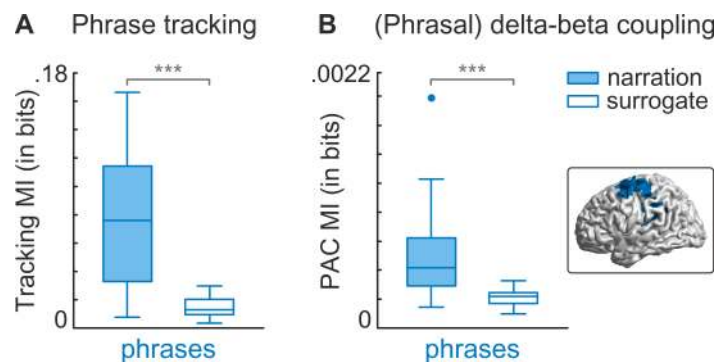 A Phrase tracking
.18
***
Tracking MI (in bits)
0
phrases
B (Phrasal) delta-beta coupling
.0022
***
PAC MI (in bits)
0
phrases
narration
surrogate